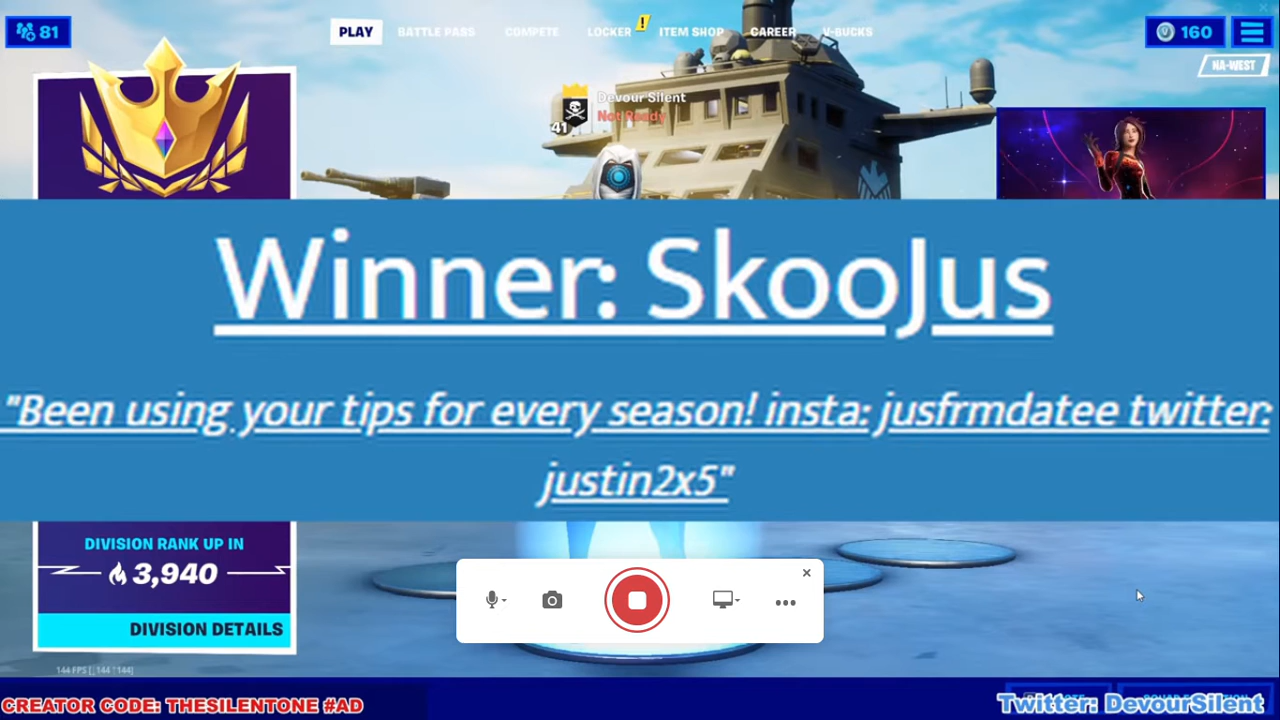 81
PLAY
BATTLE PASS
COMPETE
LOCKER
!
ITEM SHOP
CAREER
V-BUCKS
160
NA-WEST
Devour Silent
Not Ready
41
Winner: SkooJus
"Been using your tips for every season! insta: jusfrmdatee twitter:
justin2x5"
DIVISION RANK UP IN
3,940
DIVISION DETAILS
144 FPS [
CREATOR CODE: THESILENTONE #AD
Twitter: DevourSilent